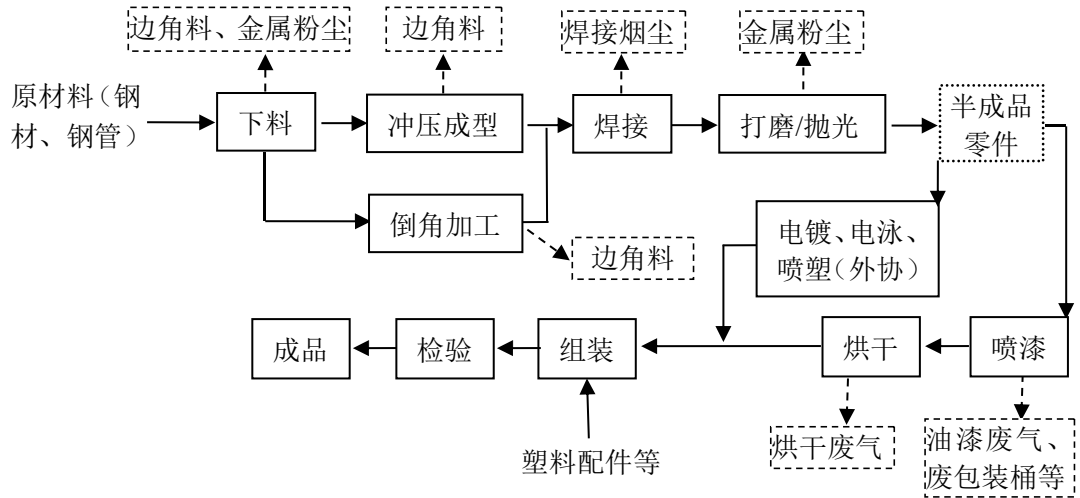 边角料、金属粉尘
边角料
焊接烟尘
金属粉尘
原材料（钢
材、钢管）
下料
冲压成型
焊接
打磨/抛光
半成品
零件
倒角加工
边角料
电镀、电泳、
喷塑（外协）
成品
检验
组装
烘干
喷漆
塑料配件等
烘干废气
油漆废气、
废包装桶等